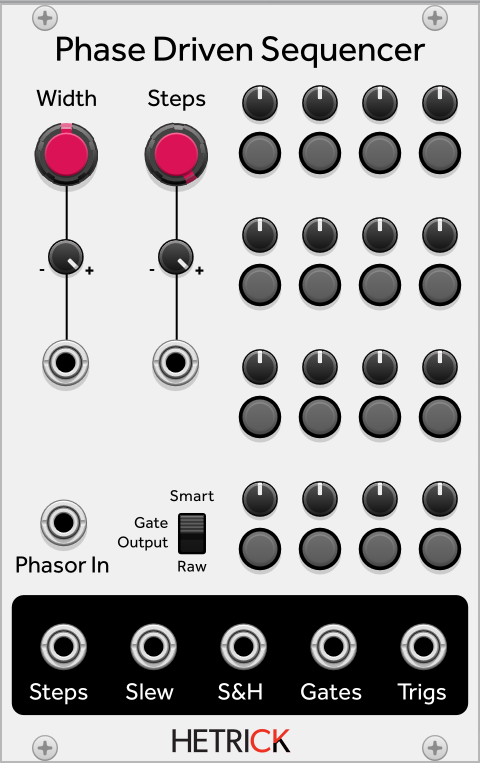 Phase Driven Sequencer
Width
Steps
- +
- +
Smart
Gate
Output
Raw
Phasor In
Steps
Slew
S&H
Gates
Trigs
HETRICK